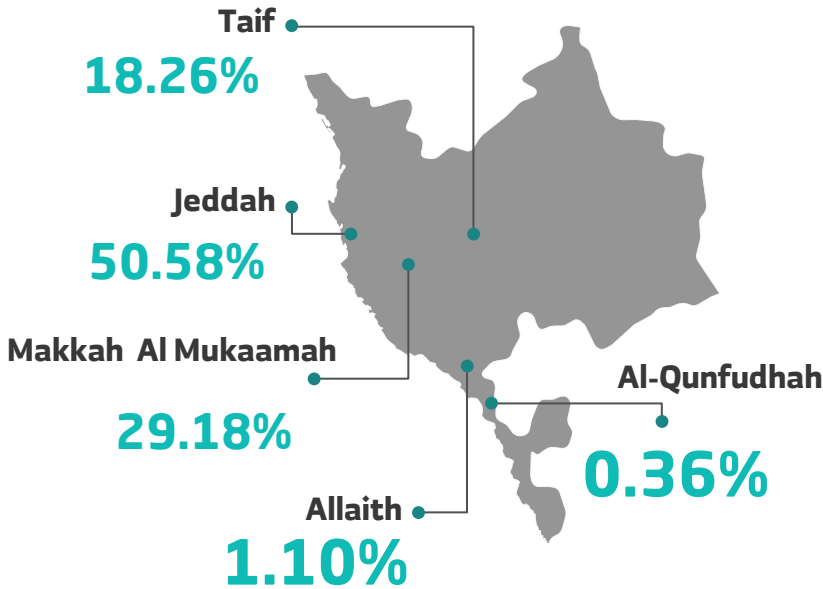 Taif
18.26%
Jeddah
50.58%
Makkah Al Mukaamah
29.18%
Al-Qunfudhah
0.36%
Allaith
1.10%